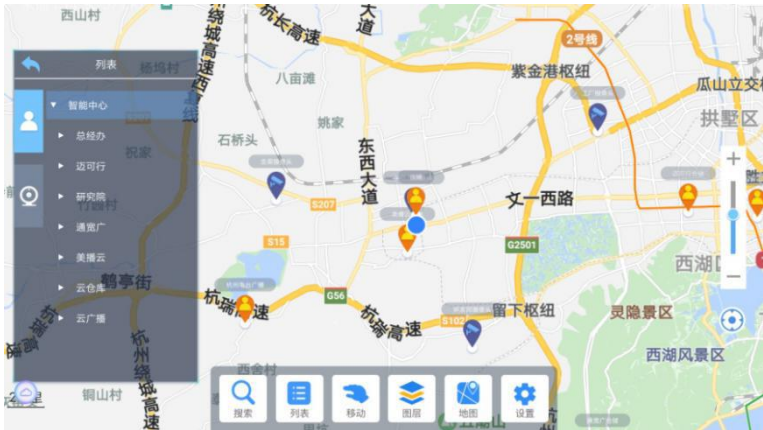 西山村
绕城高速西
杭长高速
东西大道
2号线
紫金港枢纽
瓜山立交
拱墅区
列表
杨坞村
八亩滩
智能中心
总经办
姚家
石桥头
祝家
迈可行
研究院
通宽广
美播云
云仓库
云广播
S207
文一西路
S15
G2501
西湖
鹤亭街
G56
杭瑞高速
杭瑞高速
S102
留下枢纽
灵隐景区
西湖风景区
杭州绕城高速
铜山村
西舍村
搜索
列表
移动
图层
地图
设置